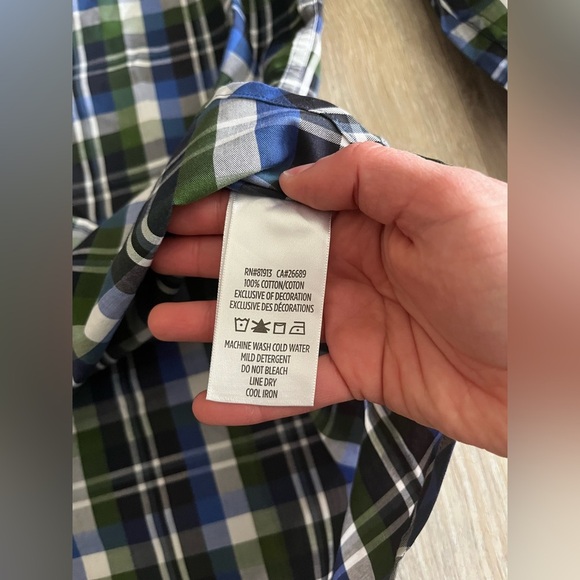 RN#81913 CA#26689
100% COTTON/COTON
EXCLUSIVE OF DECORATION
EXCLUSIVE DES DÉCORATIONS
MACHINE WASH COLD WATER
MILD DETERGENT
DO NOT BLEACH
LINE DRY
COOL IRON